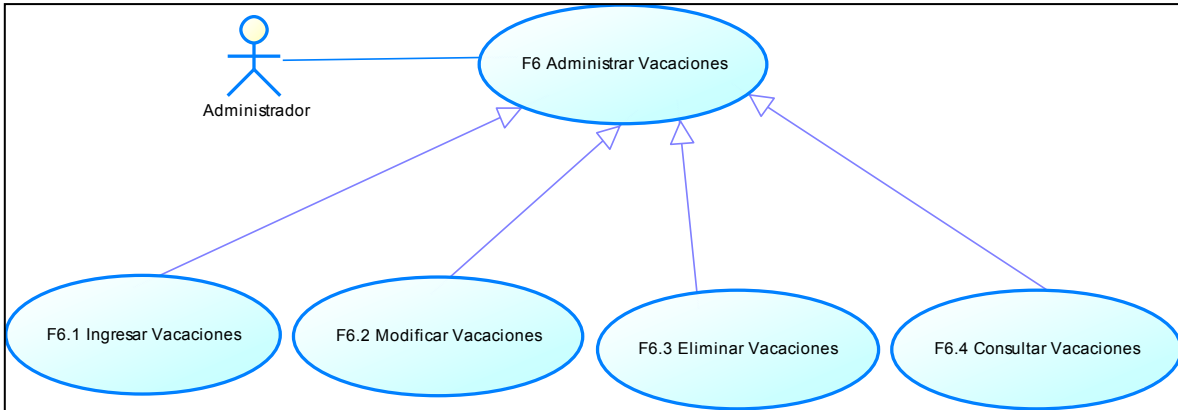 F6 Administrar Vacaciones
Administrador
F6.1 Ingresar Vacaciones
F6.2 Modificar Vacaciones
F6.3 Eliminar Vacaciones
F6.4 Consultar Vacaciones